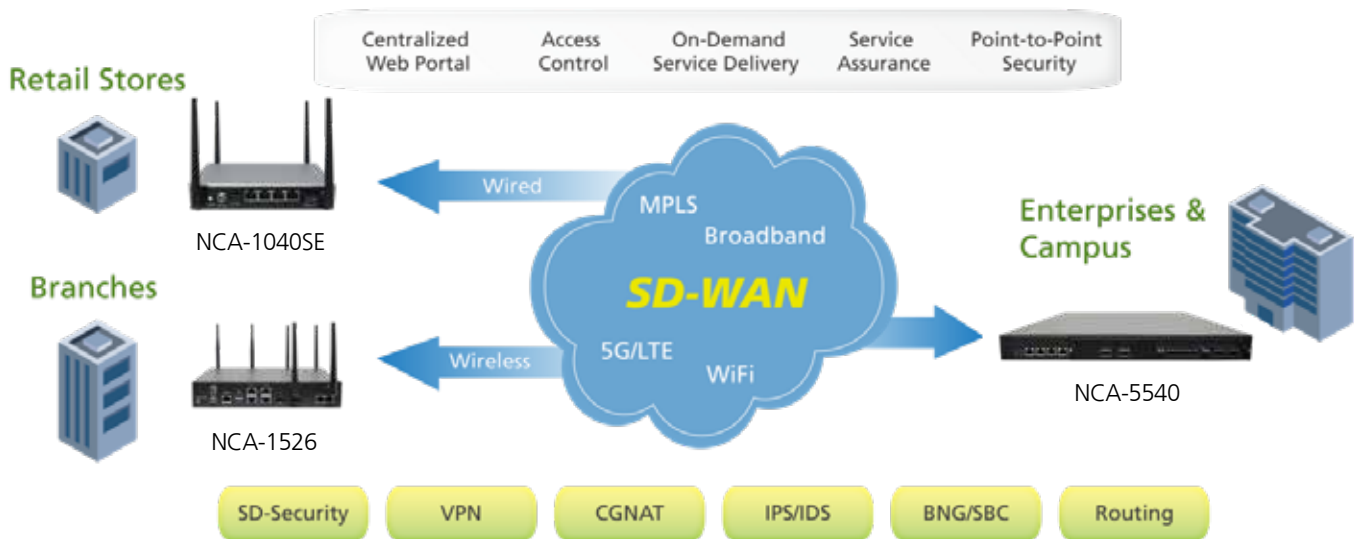 Centralized
Web Portal
Access
Control
On-Demand
Service Delivery
Service
Assurance
Point-to-Point
Security
Retail Stores
NCA-1040SE
Wired
MPLS
Broadband
SD-WAN
Enterprises &
Campus
Branches
NCA-1526
Wireless
5G/LTE
WiFi
NCA-5540
SD-Security
VPN
CGNAT
IPS/IDS
BNG/SBC
Routing